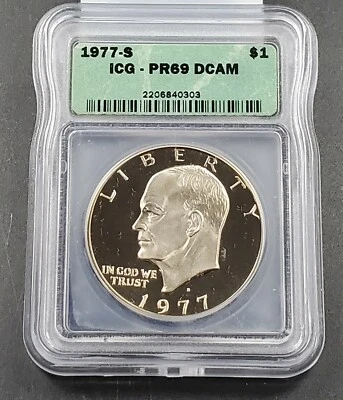 1977-S $1
ICG - PR69 DCAM
2206840303
LIBERTY
IN GOD WE
TRUST
1977